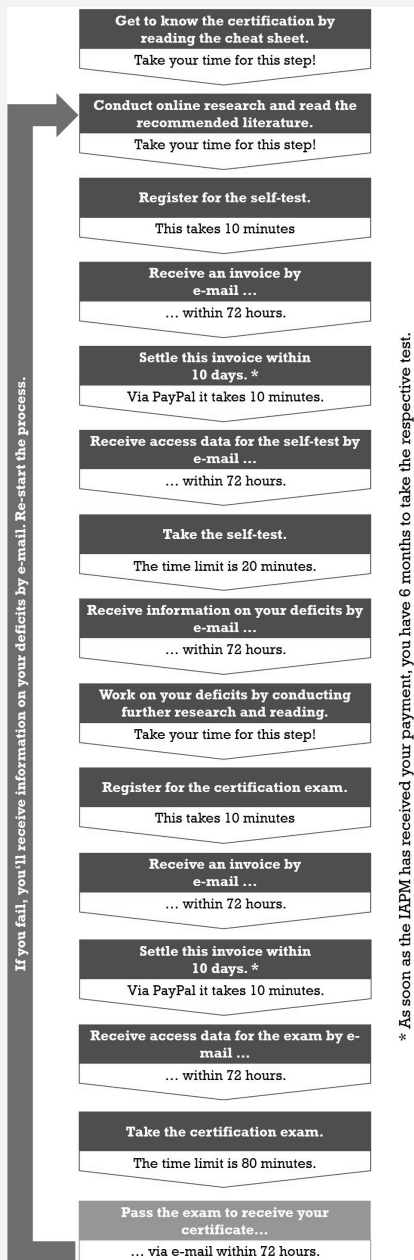 Get to know the certification by
reading the cheat sheet.
Take your time for this step!
Conduct online research and read the
recommended literature.
Take your time for this step!
Register for the self-test.
This takes 10 minutes
Receive an invoice by
e-mail ...
... within 72 hours.
Settle this invoice within
10 days. *
Via PayPal it takes 10 minutes.
Receive access data for the self-test by
e-mail ...
... within 72 hours.
Take the self-test.
The time limit is 20 minutes.
Receive information on your deficits by
e-mail ...
... within 72 hours.
Work on your deficits by conducting
further research and reading.
Take your time for this step!
Register for the certification exam.
This takes 10 minutes
Receive an invoice by
e-mail ...
... within 72 hours.
Settle this invoice within
10 days. *
Via PayPal it takes 10 minutes.
Receive access data for the exam by e-
mail ...
... within 72 hours.
Take the certification exam.
The time limit is 80 minutes.
Pass the exam to receive your
certificate...
... via e-mail within 72 hours.
If you fail, you'll receive information on your deficits by e-mail. Re-start the process.
* As soon as the IAPM has received your payment, you have 6 months to take the respective test.